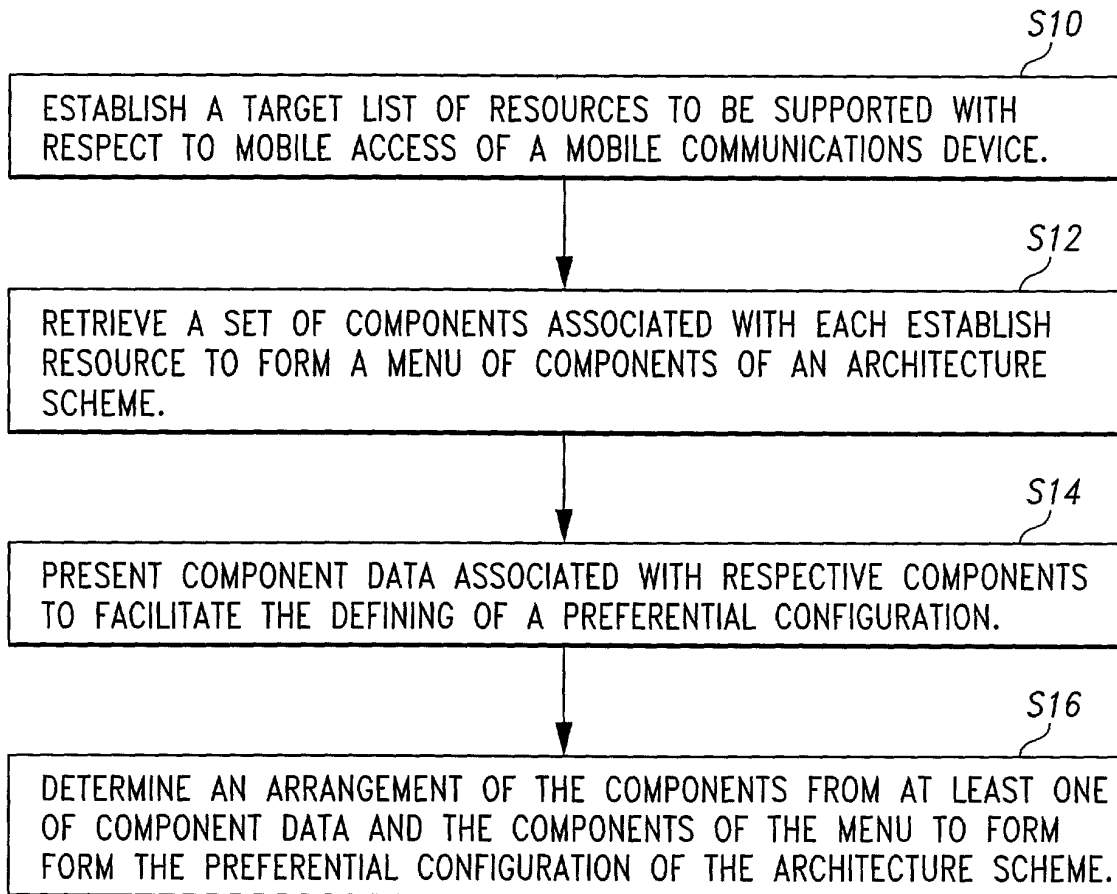 S10
ESTABLISH A TARGET LIST OF RESOURCES TO BE SUPPORTED WITH
RESPECT TO MOBILE ACCESS OF A MOBILE COMMUNICATIONS DEVICE.
S12
RETRIEVE A SET OF COMPONENTS ASSOCIATED WITH EACH ESTABLISH
RESOURCE TO FORM A MENU OF COMPONENTS OF AN ARCHITECTURE
SCHEME.
S14
PRESENT COMPONENT DATA ASSOCIATED WITH RESPECTIVE COMPONENTS
TO FACILITATE THE DEFINING OF A PREFERENTIAL CONFIGURATION.
S16
DETERMINE AN ARRANGEMENT OF THE COMPONENTS FROM AT LEAST ONE
OF COMPONENT DATA AND THE COMPONENTS OF THE MENU TO FORM
FORM THE PREFERENTIAL CONFIGURATION OF THE ARCHITECTURE SCHEME.